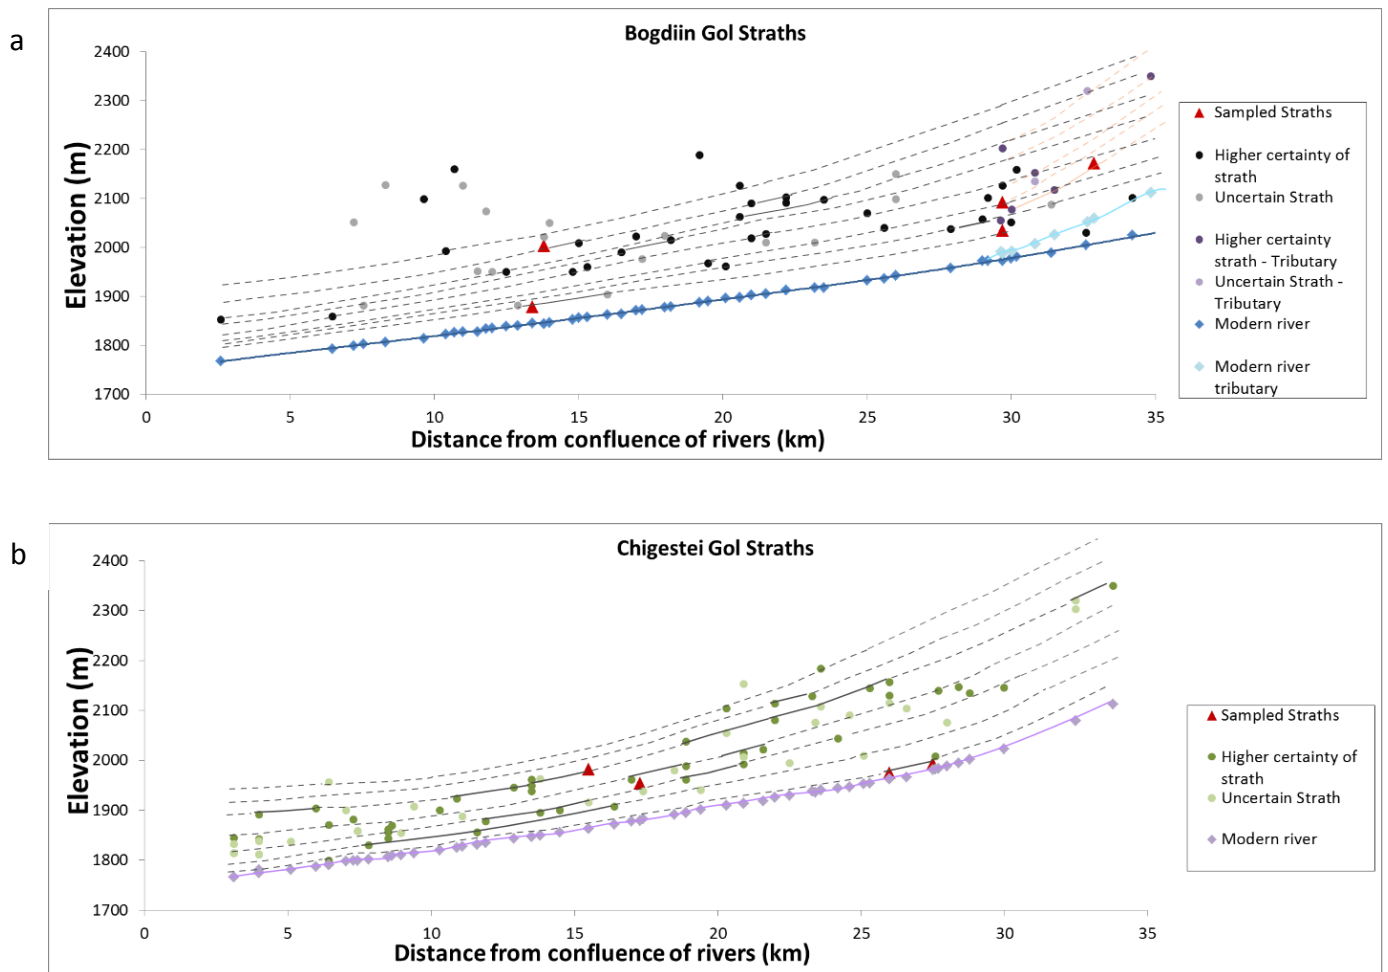 a
Bogdiin Gol Straths
2400
2300
2200
2100
2000
1900
1800
1700
Elevation (m)
0 5 10 15 20 25 30 35
Distance from confluence of rivers (km)
Sampled Straths
Higher certainty of
strath
Uncertain Strath
Higher certainty
strath - Tributary
Uncertain Strath -
Tributary
Modern river
Modern river
tributary
b
Chigestei Gol Straths
2400
2300
2200
2100
2000
1900
1800
1700
Elevation (m)
0 5 10 15 20 25 30 35
Distance from confluence of rivers (km)
Sampled Straths
Higher certainty of
strath
Uncertain Strath
Modern river